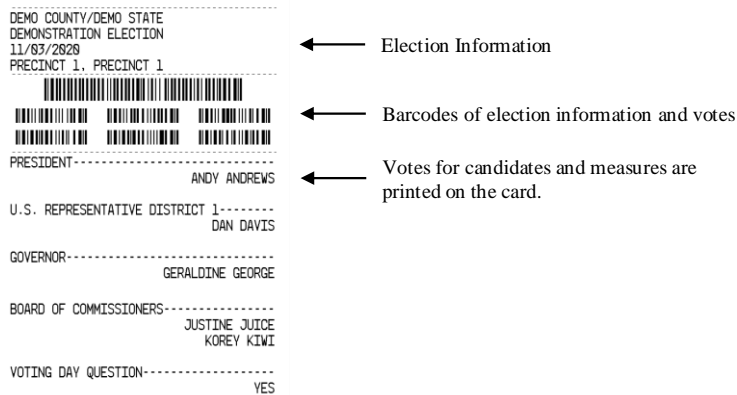 DEMO COUNTY/DEMO STATE
DEMONSTRATION ELECTION
11/03/2020
PRECINCT 1, PRECINCT 1
Election Information
Barcodes of election information and votes
PRESIDENT---------------------------
ANDY ANDREWS
Votes for candidates and measures are
printed on the card.
U.S. REPRESENTATIVE DISTRICT 1--------
DAN DAVIS
GOVERNOR----------------------------
GERALDINE GEORGE
BOARD OF COMMISSIONERS---------------
JUSTINE JUICE
KOREY KIWI
VOTING DAY QUESTION------------------
YES